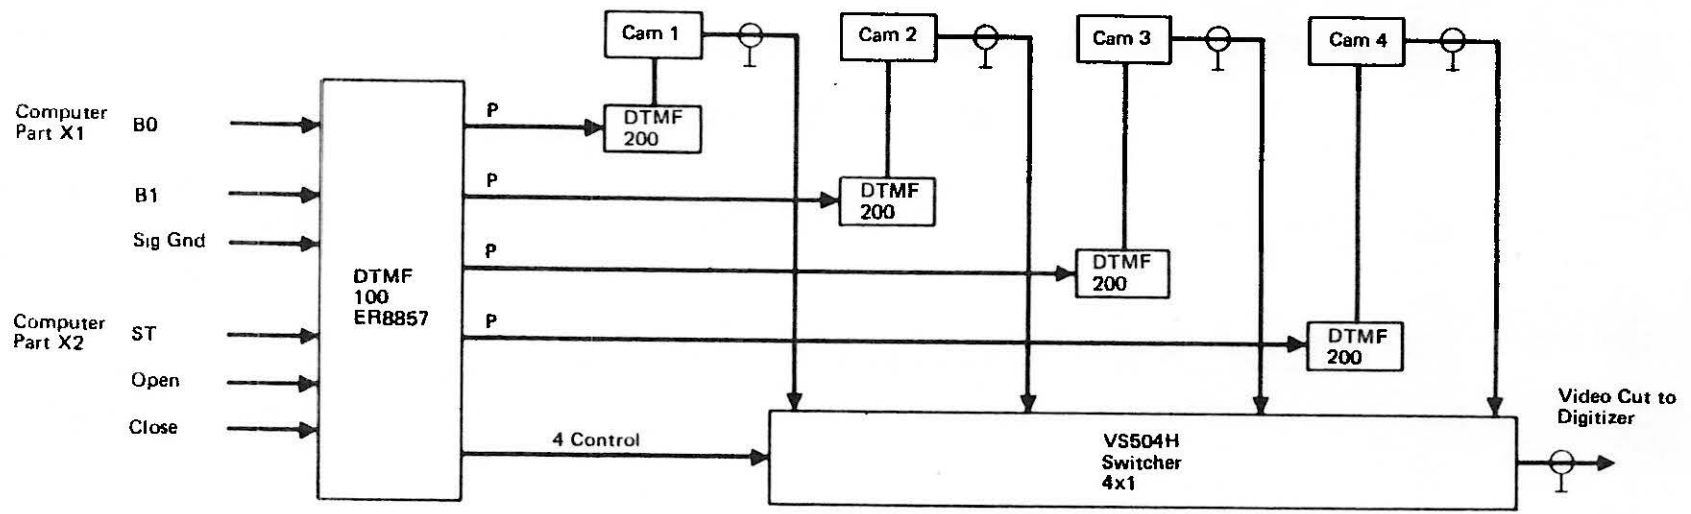 Cam 1
Cam 2
Cam 3
Cam 4
Computer
Part X1
B0
P
DTMF
200
B1
P
DTMF
200
Sig Gnd
P
DTMF
200
DTMF
100
ER8857
Computer
Part X2
ST
P
DTMF
200
Open
Close
4 Control
VS504H
Switcher
4x1
Video Cut to
Digitizer